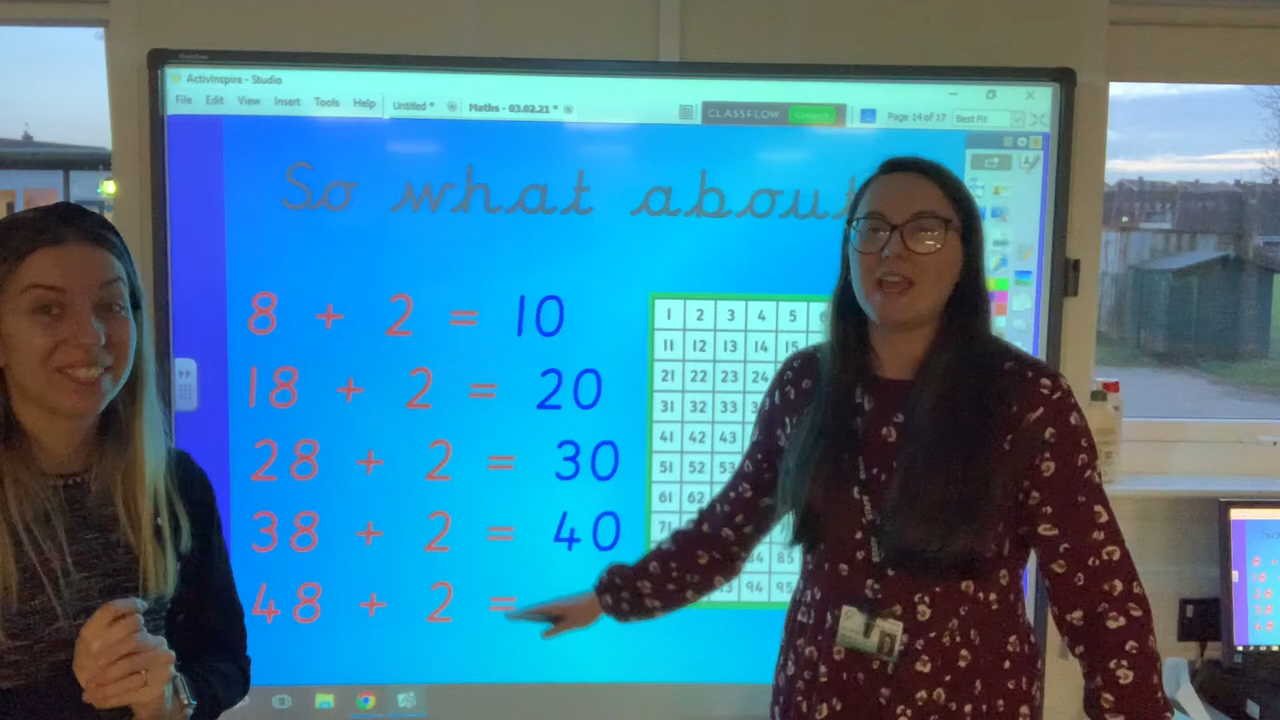 ActivInspire - Studio
File Edit View Insert Tools Help Untitled * Maths - 03.02.21 * CLASSFLOW Connect Page 14 of 17 Best Fit
So what about
8 + 2 = 10
18 + 2 = 20
28 + 2 = 30
38 + 2 = 40
48 + 2 =
1 2 3 4 5
11 12 13 14 15
21 22 23 24
31 32 33
41 42 43
51 52 53
61 62
71
85
94 95